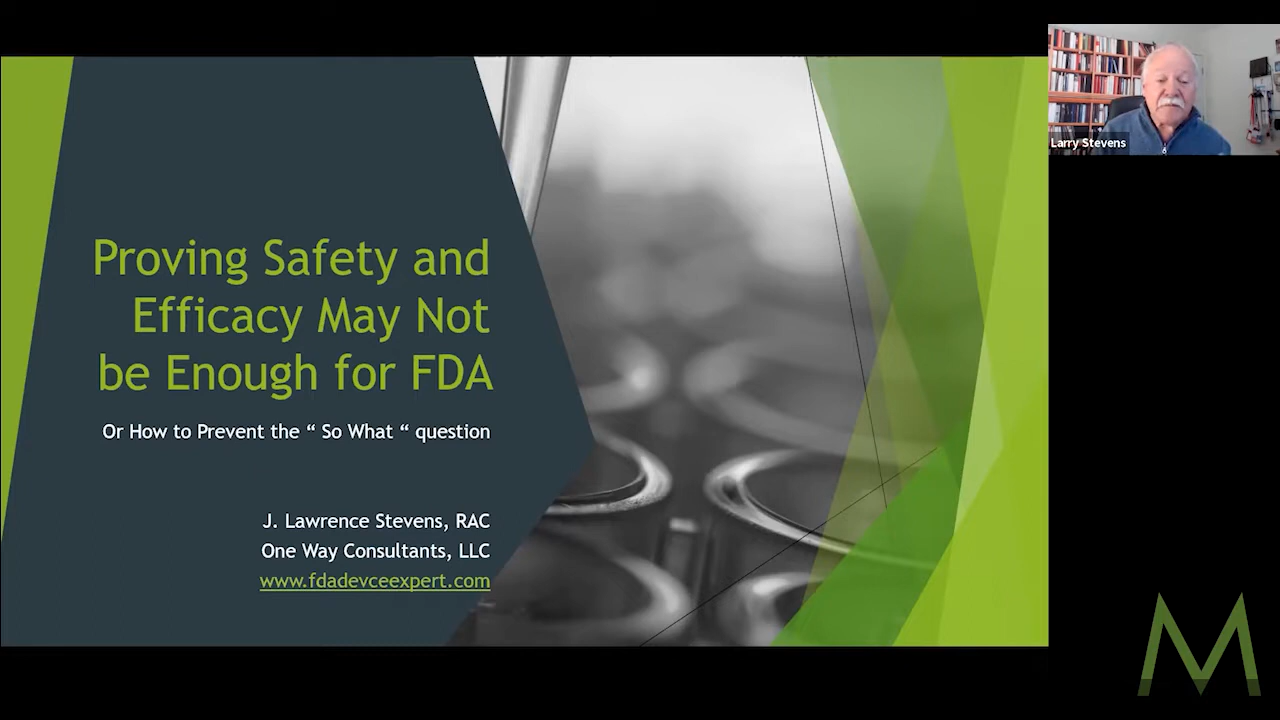 Proving Safety and
Efficacy May Not
be Enough for FDA
Or How to Prevent the “ So What “ question
J. Lawrence Stevens, RAC
One Way Consultants, LLC
www.fdadevceexpert.com
Larry Stevens
M